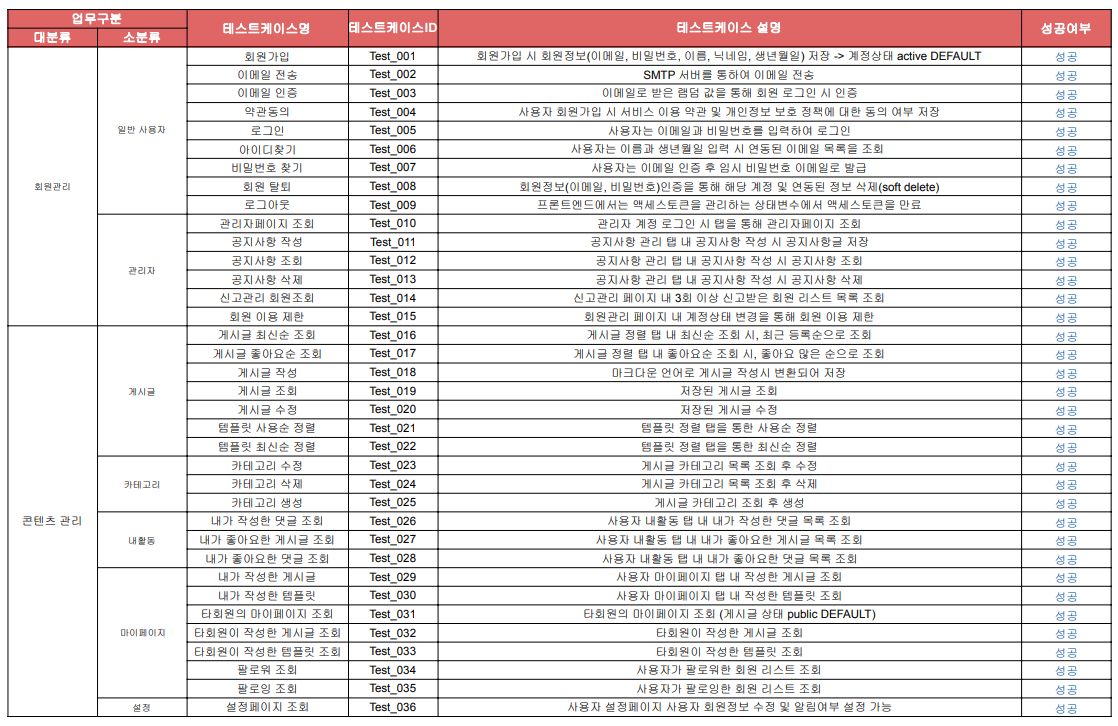 업무구분 테스트케이스명 테스트케이스ID 테스트케이스 설명 성공여부
대분류 소분류
회원관리 일반 사용자 회원가입 Test_001 회원가입 시 회원정보(이메일, 비밀번호, 이름, 닉네임, 생년월일) 저장 -> 계정상태 active DEFAULT 성공
이메일 전송 Test_002 SMTP 서버를 통하여 이메일 전송 성공
이메일 인증 Test_003 이메일로 받은 램덤 값을 통해 회원 로그인 시 인증 성공
약관동의 Test_004 사용자 회원가입 시 서비스 이용 약관 및 개인정보 보호 정책에 대한 동의 여부 저장 성공
로그인 Test_005 사용자는 이메일과 비밀번호를 입력하여 로그인 성공
아이디찾기 Test_006 사용자는 이름과 생년월일 입력 시 연동된 이메일 목록을 조회 성공
비밀번호 찾기 Test_007 사용자는 이메일 인증 후 임시 비밀번호 이메일로 발급 성공
회원 탈퇴 Test_008 회원정보(이메일, 비밀번호)인증을 통해 해당 계정 및 연동된 정보 삭제(soft delete) 성공
로그아웃 Test_009 프론트엔드에서는 액세스토큰을 관리하는 상태변수에서 액세스토큰을 만료 성공
관리자 관리자페이지 조회 Test_010 관리자 계정 로그인 시 탭을 통해 관리자페이지 조회 성공
공지사항 작성 Test_011 공지사항 관리 탭 내 공지사항 작성 시 공지사항글 저장 성공
공지사항 조회 Test_012 공지사항 관리 탭 내 공지사항 작성 시 공지사항 조회 성공
공지사항 삭제 Test_013 공지사항 관리 탭 내 공지사항 작성 시 공지사항 삭제 성공
신고관리 회원조회 Test_014 신고관리 페이지 내 3회 이상 신고받은 회원 리스트 목록 조회 성공
회원 이용 제한 Test_015 회원관리 페이지 내 계정상태 변경을 통해 회원 이용 제한 성공
콘텐츠 관리 게시글 게시글 최신순 조회 Test_016 게시글 정렬 탭 내 최신순 조회 시, 최근 등록순으로 조회 성공
게시글 좋아요순 조회 Test_017 게시글 정렬 탭 내 좋아요순 조회 시, 좋아요 많은 순으로 조회 성공
게시글 작성 Test_018 마크다운 언어로 게시글 작성시 변환되어 저장 성공
게시글 조회 Test_019 저장된 게시글 조회 성공
게시글 수정 Test_020 저장된 게시글 수정 성공
템플릿 사용순 정렬 Test_021 템플릿 정렬 탭을 통한 사용순 정렬 성공
템플릿 최신순 정렬 Test_022 템플릿 정렬 탭을 통한 최신순 정렬 성공
카테고리 카테고리 수정 Test_023 게시글 카테고리 목록 조회 후 수정 성공
카테고리 삭제 Test_024 게시글 카테고리 목록 조회 후 삭제 성공
카테고리 생성 Test_025 게시글 카테고리 조회 후 생성 성공
내활동 내가 작성한 댓글 조회 Test_026 사용자 내활동 탭 내 내가 작성한 댓글 목록 조회 성공
내가 좋아요한 게시글 조회 Test_027 사용자 내활동 탭 내 내가 좋아요한 게시글 목록 조회 성공
내가 좋아요한 댓글 조회 Test_028 사용자 내활동 탭 내 내가 좋아요한 댓글 목록 조회 성공
마이페이지 내가 작성한 게시글 Test_029 사용자 마이페이지 탭 내 작성한 게시글 조회 성공
내가 작성한 템플릿 Test_030 사용자 마이페이지 탭 내 작성한 템플릿 조회 성공
타회원의 마이페이지 조회 Test_031 타회원의 마이페이지 조회 (게시글 상태 public DEFAULT) 성공
타회원이 작성한 게시글 조회 Test_032 타회원이 작성한 게시글 조회 성공
타회원이 작성한 템플릿 조회 Test_033 타회원이 작성한 템플릿 조회 성공
팔로워 조회 Test_034 사용자가 팔로워한 회원 리스트 조회 성공
팔로잉 조회 Test_035 사용자가 팔로잉한 회원 리스트 조회 성공
설정 설정페이지 조회 Test_036 사용자 설정페이지 사용자 회원정보 수정 및 알림여부 설정 가능 성공